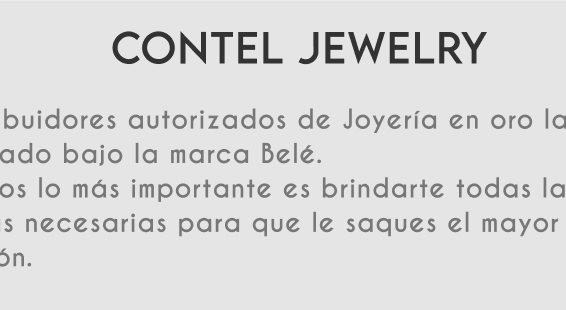 CONTEL JEWELRY
buidores autorizados de Joyería en oro la
ado bajo la marca Belé.
os lo más importante es brindarte todas la
s necesarias para que le saques el mayor
ón.